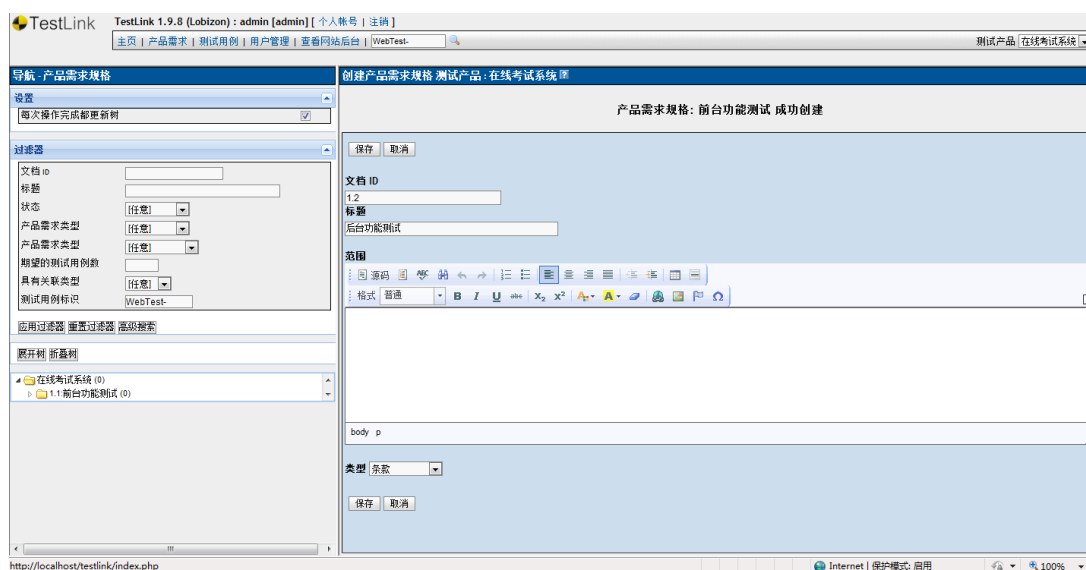 TestLink TestLink 1.9.8 (Lobizon) : admin [admin] [ 个人帐号 | 注销 ]
主页 | 产品需求 | 测试用例 | 用户管理 | 查看网站后台 | WebTest-
测试产品 在线考试系统
导航 - 产品需求规格
设置
每次操作完成都更新树
过滤器
文档 ID
标题
状态 [任意]
产品需求类型 [任意]
产品需求类型 [任意]
期望的测试用例数
具有关联类型 [任意]
测试用例标识 WebTest-
应用过滤器 重置过滤器 高级搜索
展开树 折叠树
在线考试系统 (0)
1.1:前台功能测试 (0)
创建产品需求规格 测试产品 : 在线考试系统
产品需求规格: 前台功能测试 成功创建
保存 取消
文档 ID
1.2
标题
后台功能测试
范围
源码
格式 普通 B I U abc X₂ X² A A Ω
body p
类型 条款
保存 取消
http://localhost/testlink/index.php
Internet | 保护模式: 启用
100%